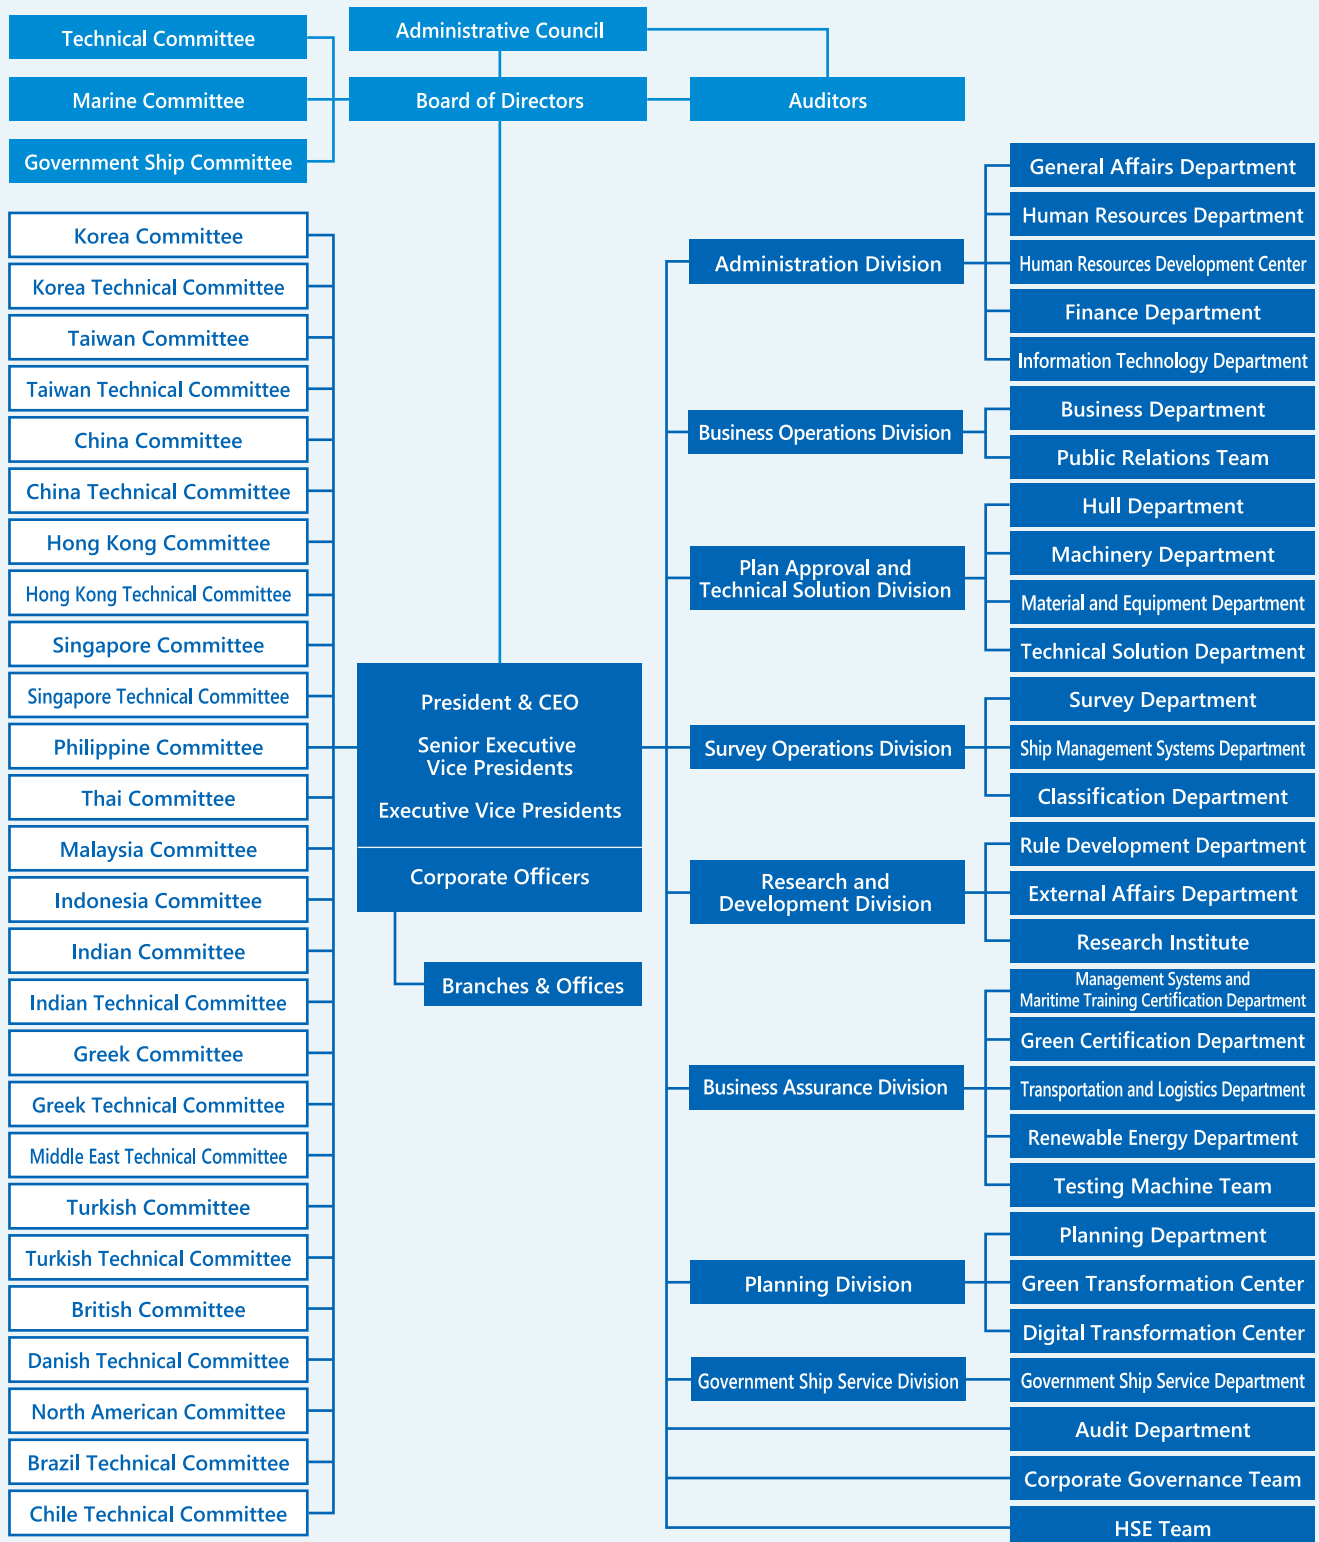 Technical Committee
Administrative Council
Marine Committee
Board of Directors
Auditors
Government Ship Committee
Korea Committee
Korea Technical Committee
Taiwan Committee
Taiwan Technical Committee
China Committee
China Technical Committee
Hong Kong Committee
Hong Kong Technical Committee
Singapore Committee
Singapore Technical Committee
Philippine Committee
Thai Committee
Malaysia Committee
Indonesia Committee
Indian Committee
Indian Technical Committee
Greek Committee
Greek Technical Committee
Middle East Technical Committee
Turkish Committee
Turkish Technical Committee
British Committee
Danish Technical Committee
North American Committee
Brazil Technical Committee
Chile Technical Committee
President & CEO
Senior Executive
Vice Presidents
Executive Vice Presidents
Corporate Officers
Branches & Offices
Administration Division
General Affairs Department
Human Resources Department
Human Resources Development Center
Finance Department
Information Technology Department
Business Operations Division
Business Department
Public Relations Team
Plan Approval and
Technical Solution Division
Hull Department
Machinery Department
Material and Equipment Department
Technical Solution Department
Survey Operations Division
Survey Department
Ship Management Systems Department
Classification Department
Research and
Development Division
Rule Development Department
External Affairs Department
Research Institute
Business Assurance Division
Management Systems and
Maritime Training Certification Department
Green Certification Department
Transportation and Logistics Department
Renewable Energy Department
Testing Machine Team
Planning Division
Planning Department
Green Transformation Center
Digital Transformation Center
Government Ship Service Division
Government Ship Service Department
Audit Department
Corporate Governance Team
HSE Team